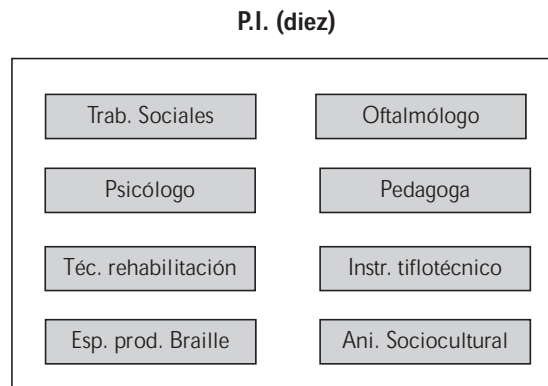 P.I. (diez)
Trab. Sociales
Oftalmólogo
Psicólogo
Pedagoga
Téc. rehabilitación
Instr. tiflotécnico
Esp. prod. Braille
Ani. Sociocultural